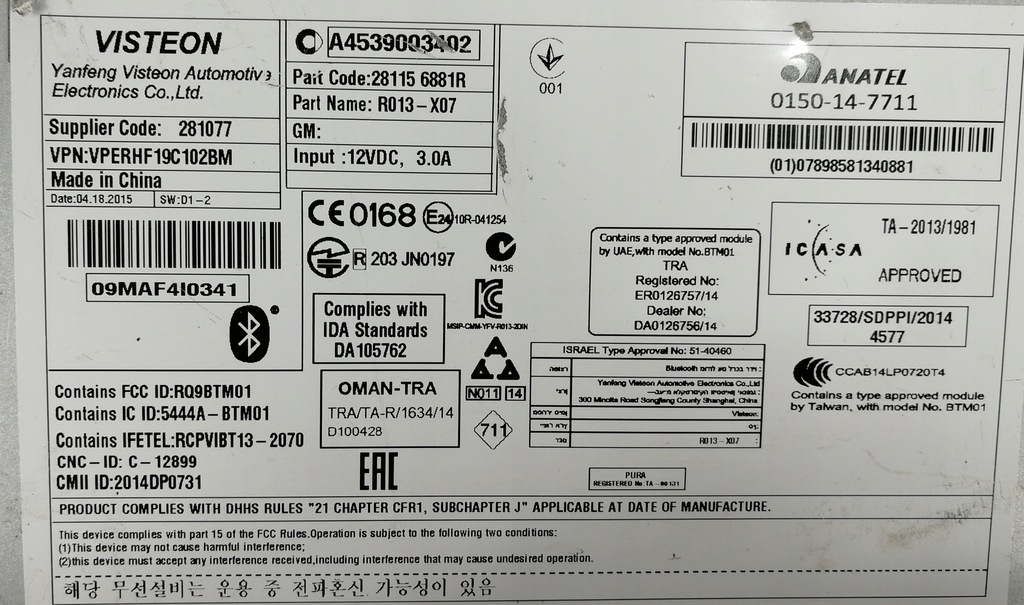 VISTEON
Yanfeng Visteon Automotive
Electronics Co.,Ltd.
Supplier Code: 281077
VPN:VPERHF19C102BM
Made in China
Date:04.18.2015 SW:D1-2
09MAF4I0341
A4539003402
Part Code:28115 6881R
Part Name: R013-X07
GM:
Input :12VDC, 3.0A
001
ANATEL
0150-14-7711
(01)07898581340881
CE0168 E24 10R-041254
R 203 JN0197
N136
MSIP-CMM-YFV-R013-2DIN
Complies with
IDA Standards
DA105762
N011 14
OMAN-TRA
TRA/TA-R/1634/14
D100428
711
EAC
Contains a type approved module
by UAE,with model No.BTM01
TRA
Registered No:
ER0126757/14
Dealer No:
DA0126756/14
ICASA
TA-2013/1981
APPROVED
33728/SDPPI/2014
4577
CCAB14LP0720T4
Contains a type approved module
by Taiwan, with model No. BTM01
ISRAEL Type Approval No: 51-40460
Yanfeng Visteon Automotive Electronics Co.,Ltd
300 Minolta Road Songjiang County Shanghai, China
Visteon
R013-X07
PURA
REGISTERED No:TA-00131
Contains FCC ID:RQ9BTM01
Contains IC ID:5444A-BTM01
Contains IFETEL:RCPVIBT13-2070
CNC-ID: C-12899
CMII ID:2014DP0731
PRODUCT COMPLIES WITH DHHS RULES "21 CHAPTER CFR1, SUBCHAPTER J" APPLICABLE AT DATE OF MANUFACTURE.
This device complies with part 15 of the FCC Rules.Operation is subject to the following two conditions:
(1)This device may not cause harmful interference;
(2)this device must accept any interference received,including interference that may cause undesired operation.
해당 무선설비는 운용 중 전파혼신 가능성이 있음